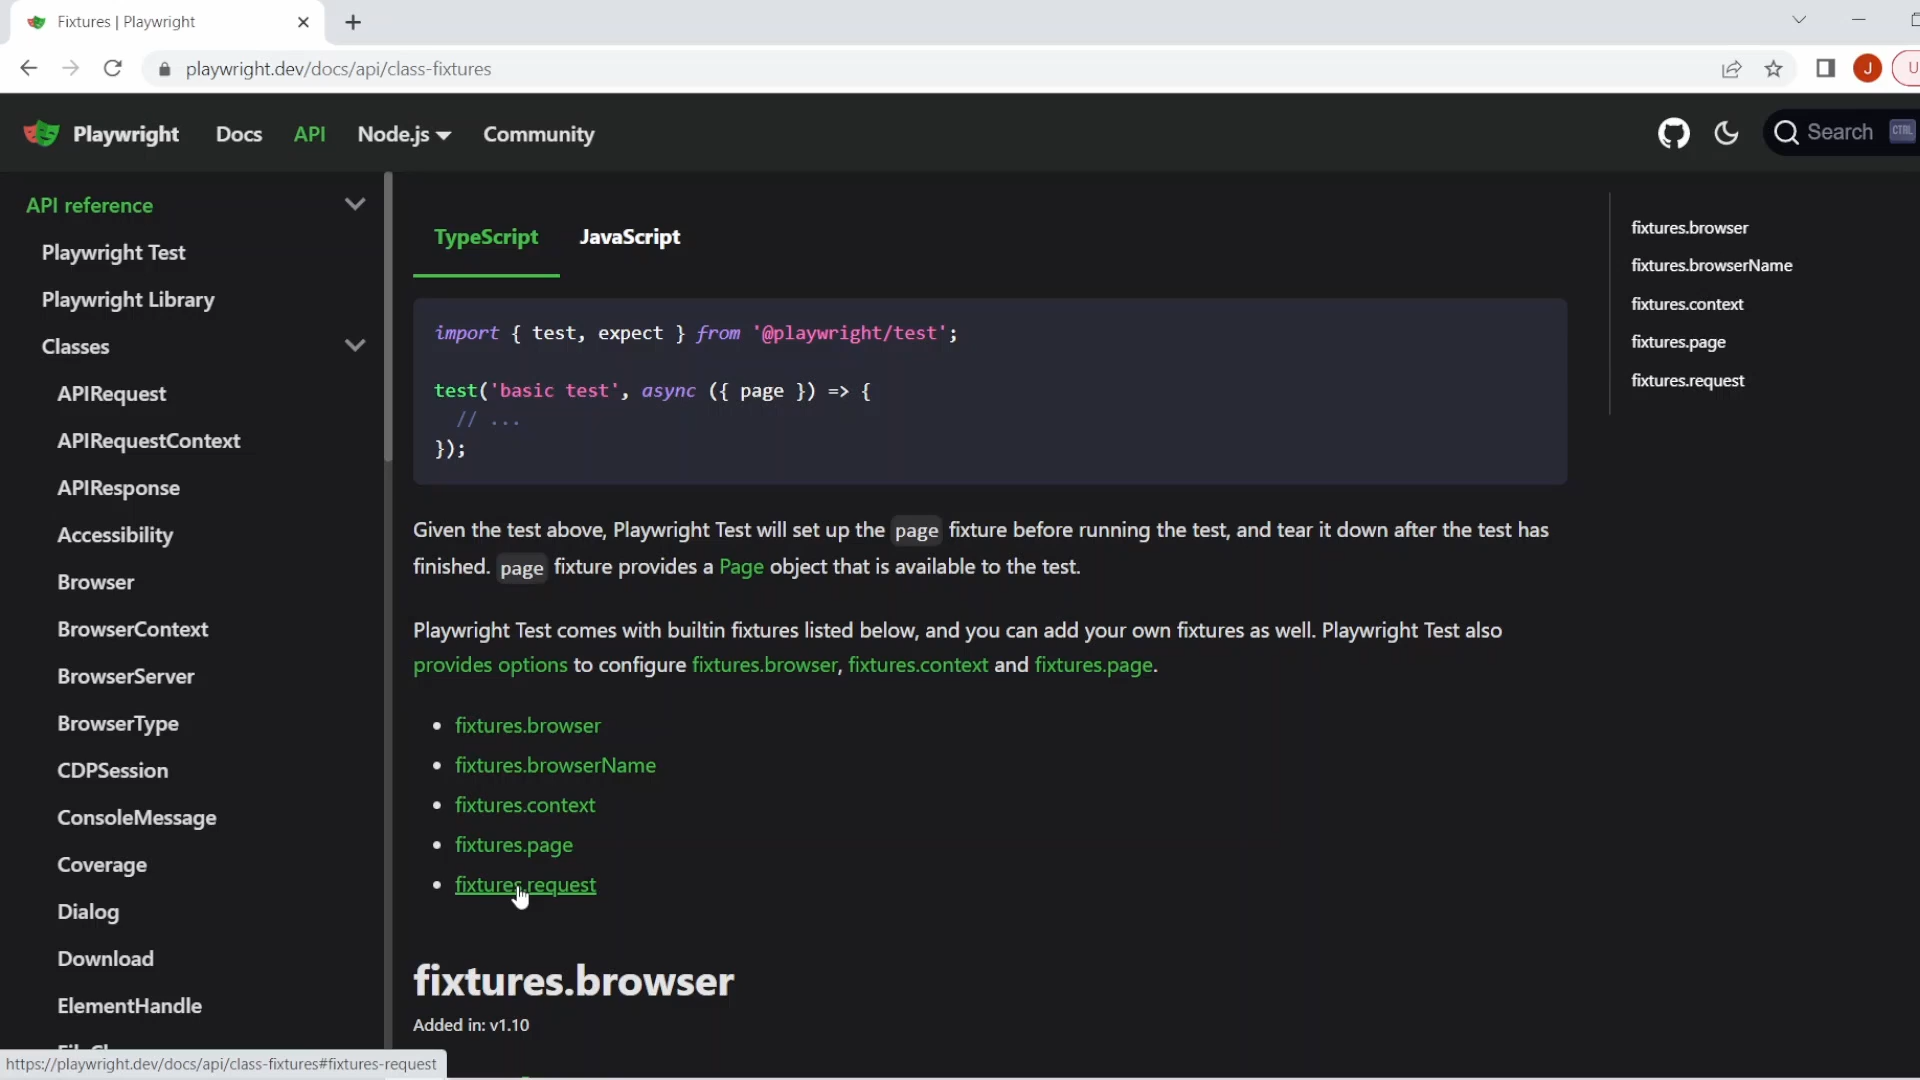 Fixtures | Playwright
playwright.dev/docs/api/class-fixtures
J
U
Playwright
Docs
API
Node.js
Community
Search
CTRL
API reference
Playwright Test
Playwright Library
Classes
APIRequest
APIRequestContext
APIResponse
Accessibility
Browser
BrowserContext
BrowserServer
BrowserType
CDPSession
ConsoleMessage
Coverage
Dialog
Download
ElementHandle
TypeScript
JavaScript
import { test, expect } from '@playwright/test';
test('basic test', async ({ page }) => {
// ...
});
Given the test above, Playwright Test will set up the page fixture before running the test, and tear it down after the test has
finished. page fixture provides a Page object that is available to the test.
Playwright Test comes with builtin fixtures listed below, and you can add your own fixtures as well. Playwright Test also
provides options to configure fixtures.browser, fixtures.context and fixtures.page.
• fixtures.browser
• fixtures.browserName
• fixtures.context
• fixtures.page
• fixtures.request
fixtures.browser
Added in: v1.10
fixtures.browser
fixtures.browserName
fixtures.context
fixtures.page
fixtures.request
https://playwright.dev/docs/api/class-fixtures#fixtures-request